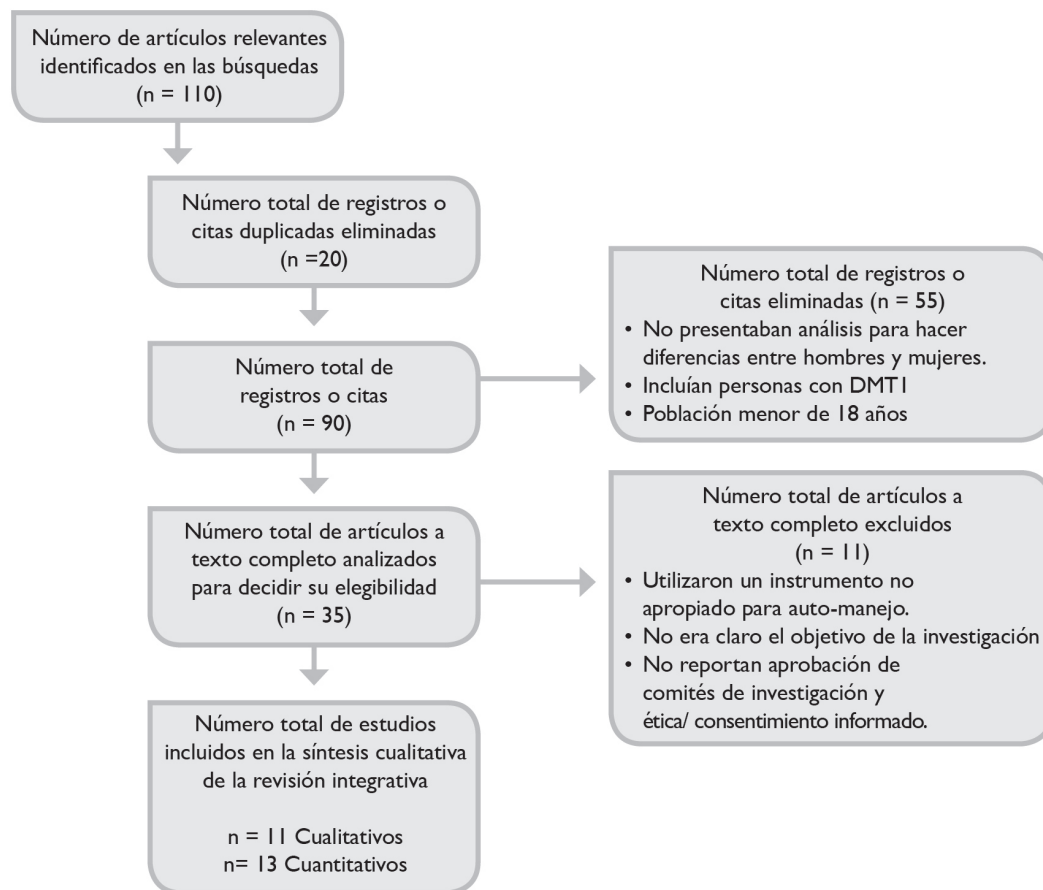 Número de artículos relevantes
identificados en las búsquedas
(n = 110)
Número total de registros o
citas duplicadas eliminadas
(n =20)
Número total de registros o
citas eliminadas (n = 55)
• No presentaban análisis para hacer
diferencias entre hombres y mujeres.
• Incluían personas con DMT1
• Población menor de 18 años
Número total de
registros o citas
(n = 90)
Número total de artículos a
texto completo analizados
para decidir su elegibilidad
(n = 35)
Número total de artículos a
texto completo excluidos
(n = 11)
• Utilizaron un instrumento no
apropiado para auto-manejo.
• No era claro el objetivo de la investigación
• No reportan aprobación de
comités de investigación y
ética/ consentimiento informado.
Número total de estudios
incluidos en la síntesis cualitativa
de la revisión integrativa
n = 11 Cualitativos
n= 13 Cuantitativos